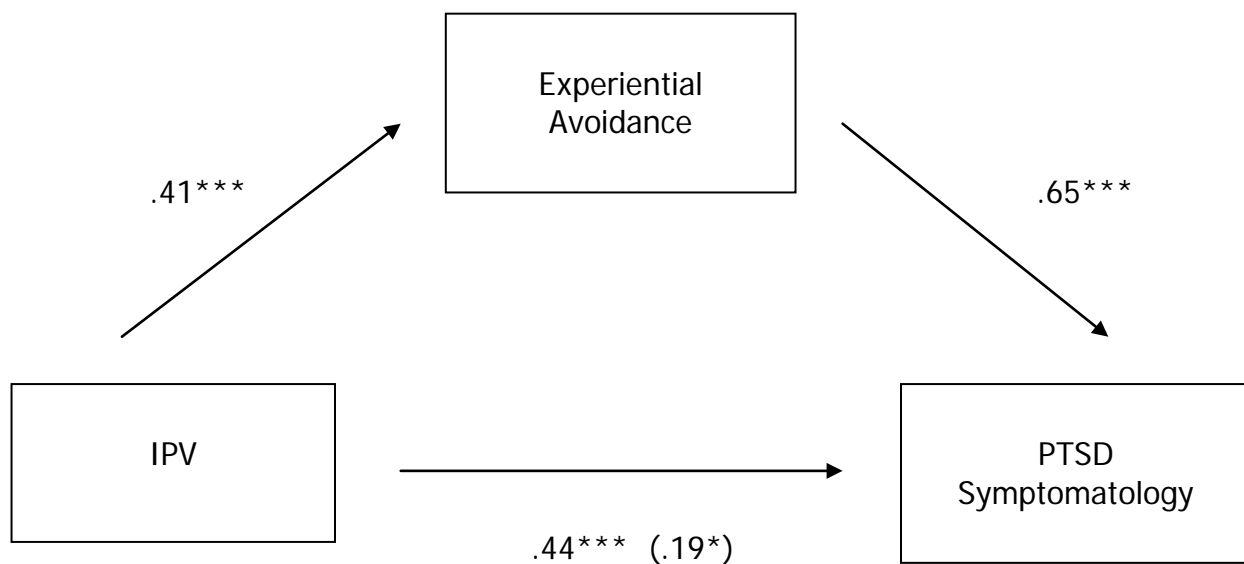 Experiential
Avoidance
.41***
.65***
IPV
PTSD
Symptomatology
.44*** (.19*)